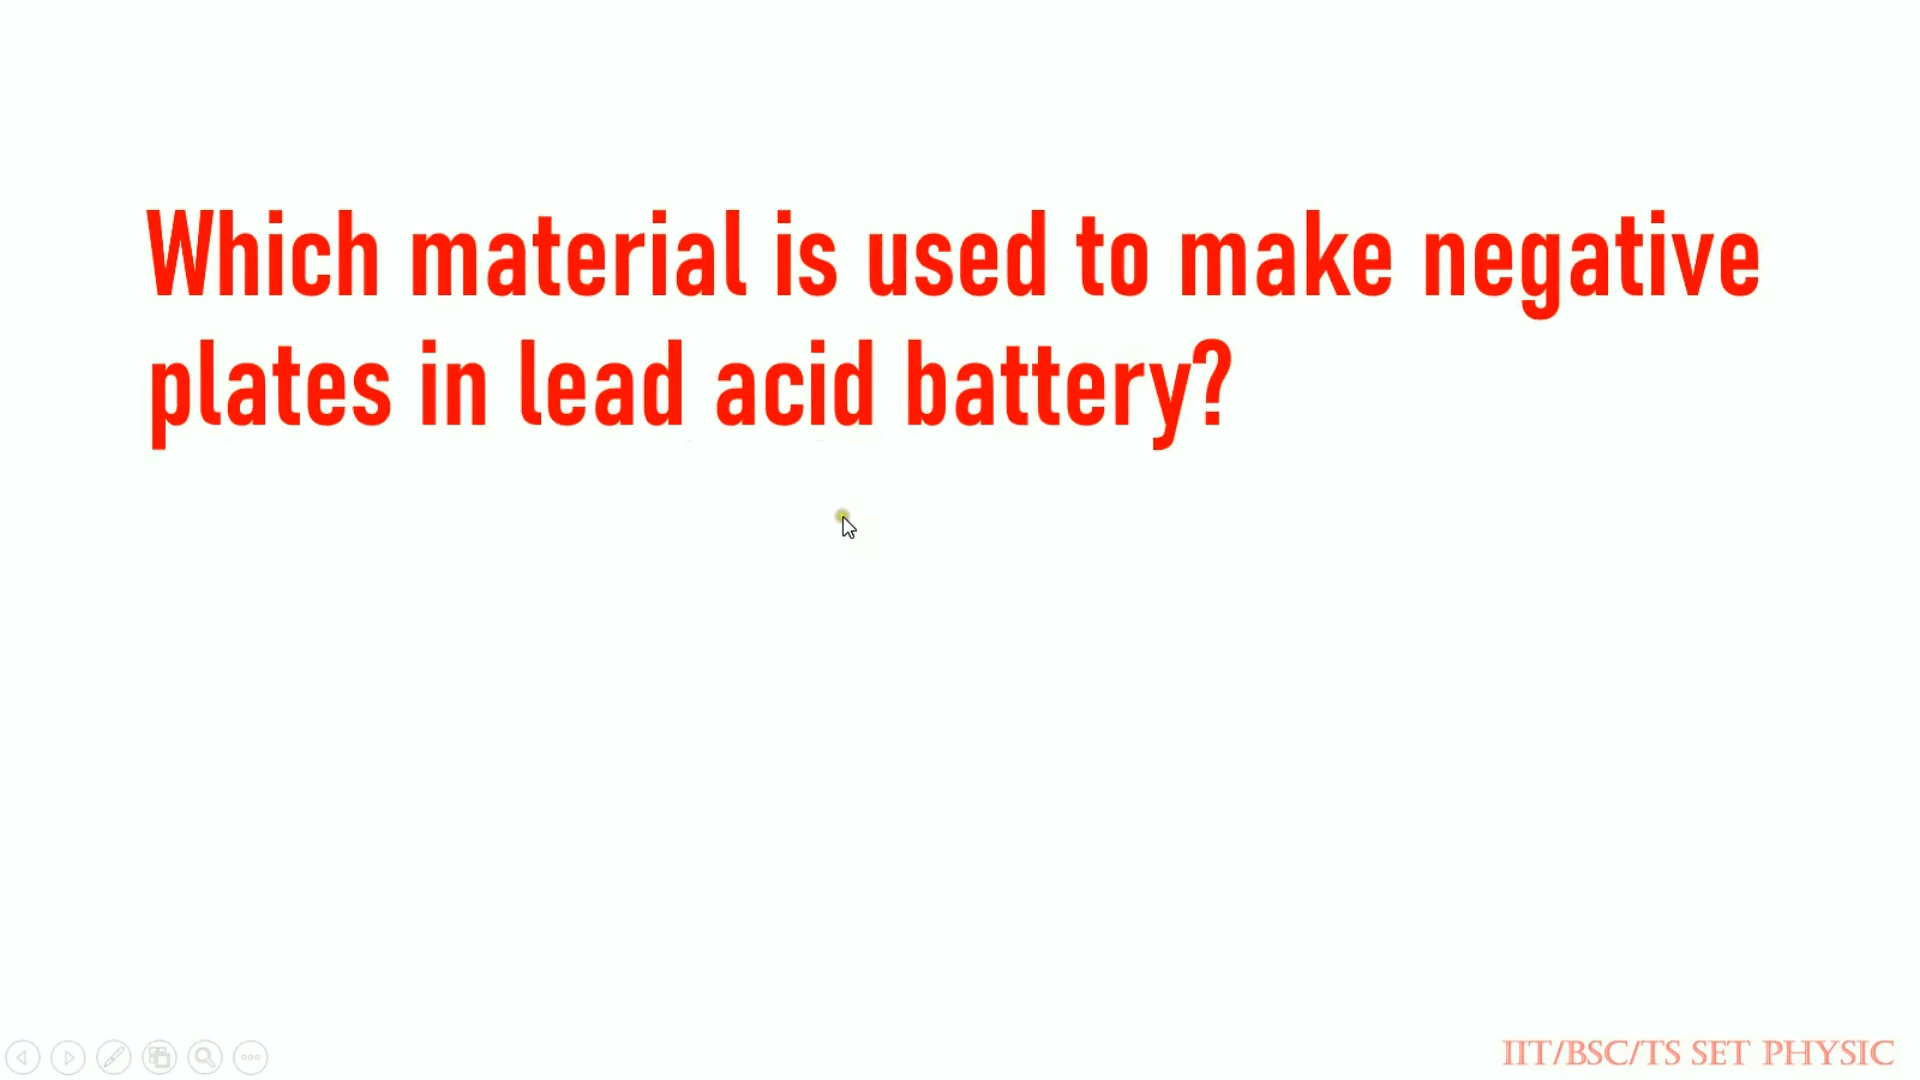 Which material is used to make negative
plates in lead acid battery?
IIT/BSC/TS SET PHYSIC